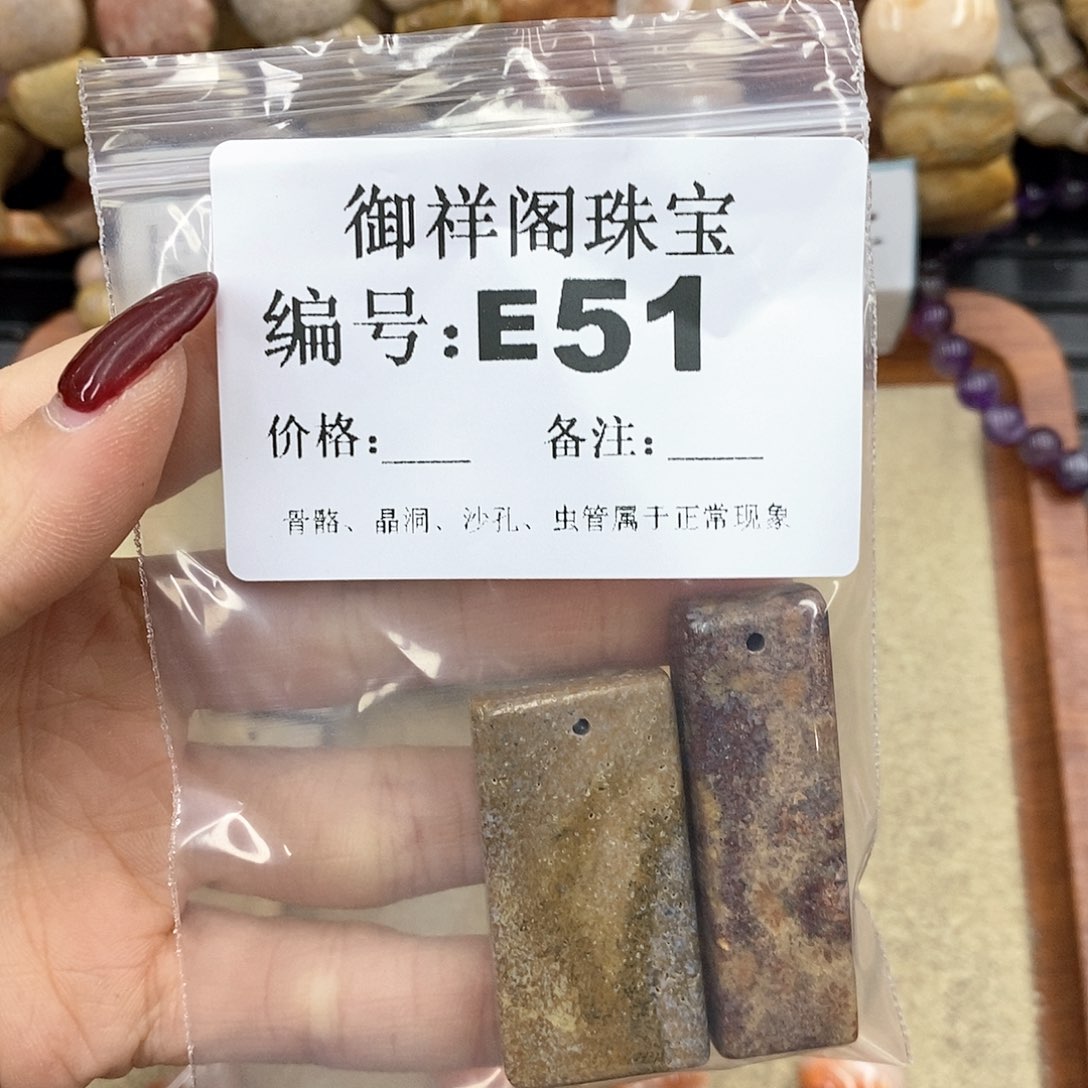 御祥阁珠宝
编号:E51
价格:____ 备注:____
骨骼、晶洞、沙孔、虫管属于正常现象